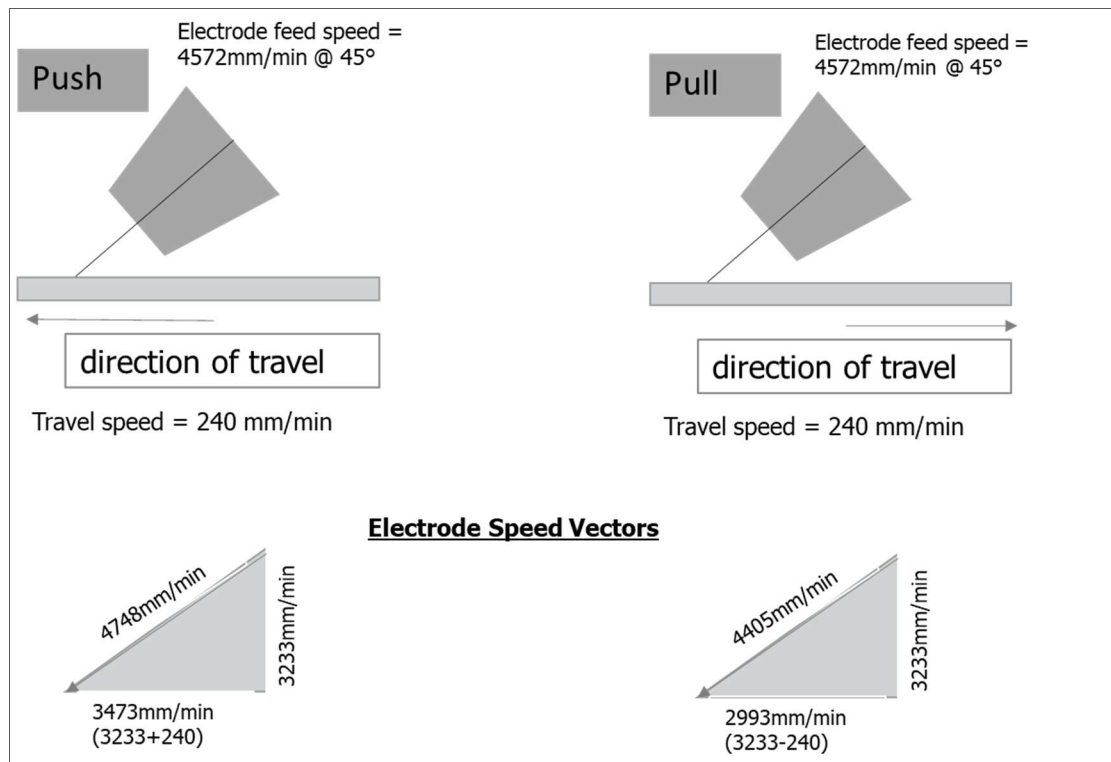 Electrode feed speed =
4572mm/min @ 45°
Push
direction of travel
Travel speed = 240 mm/min
Electrode feed speed =
4572mm/min @ 45°
Pull
direction of travel
Travel speed = 240 mm/min
Electrode Speed Vectors
4748mm/min
3233mm/min
3473mm/min
(3233+240)
4405mm/min
3233mm/min
2993mm/min
(3233-240)